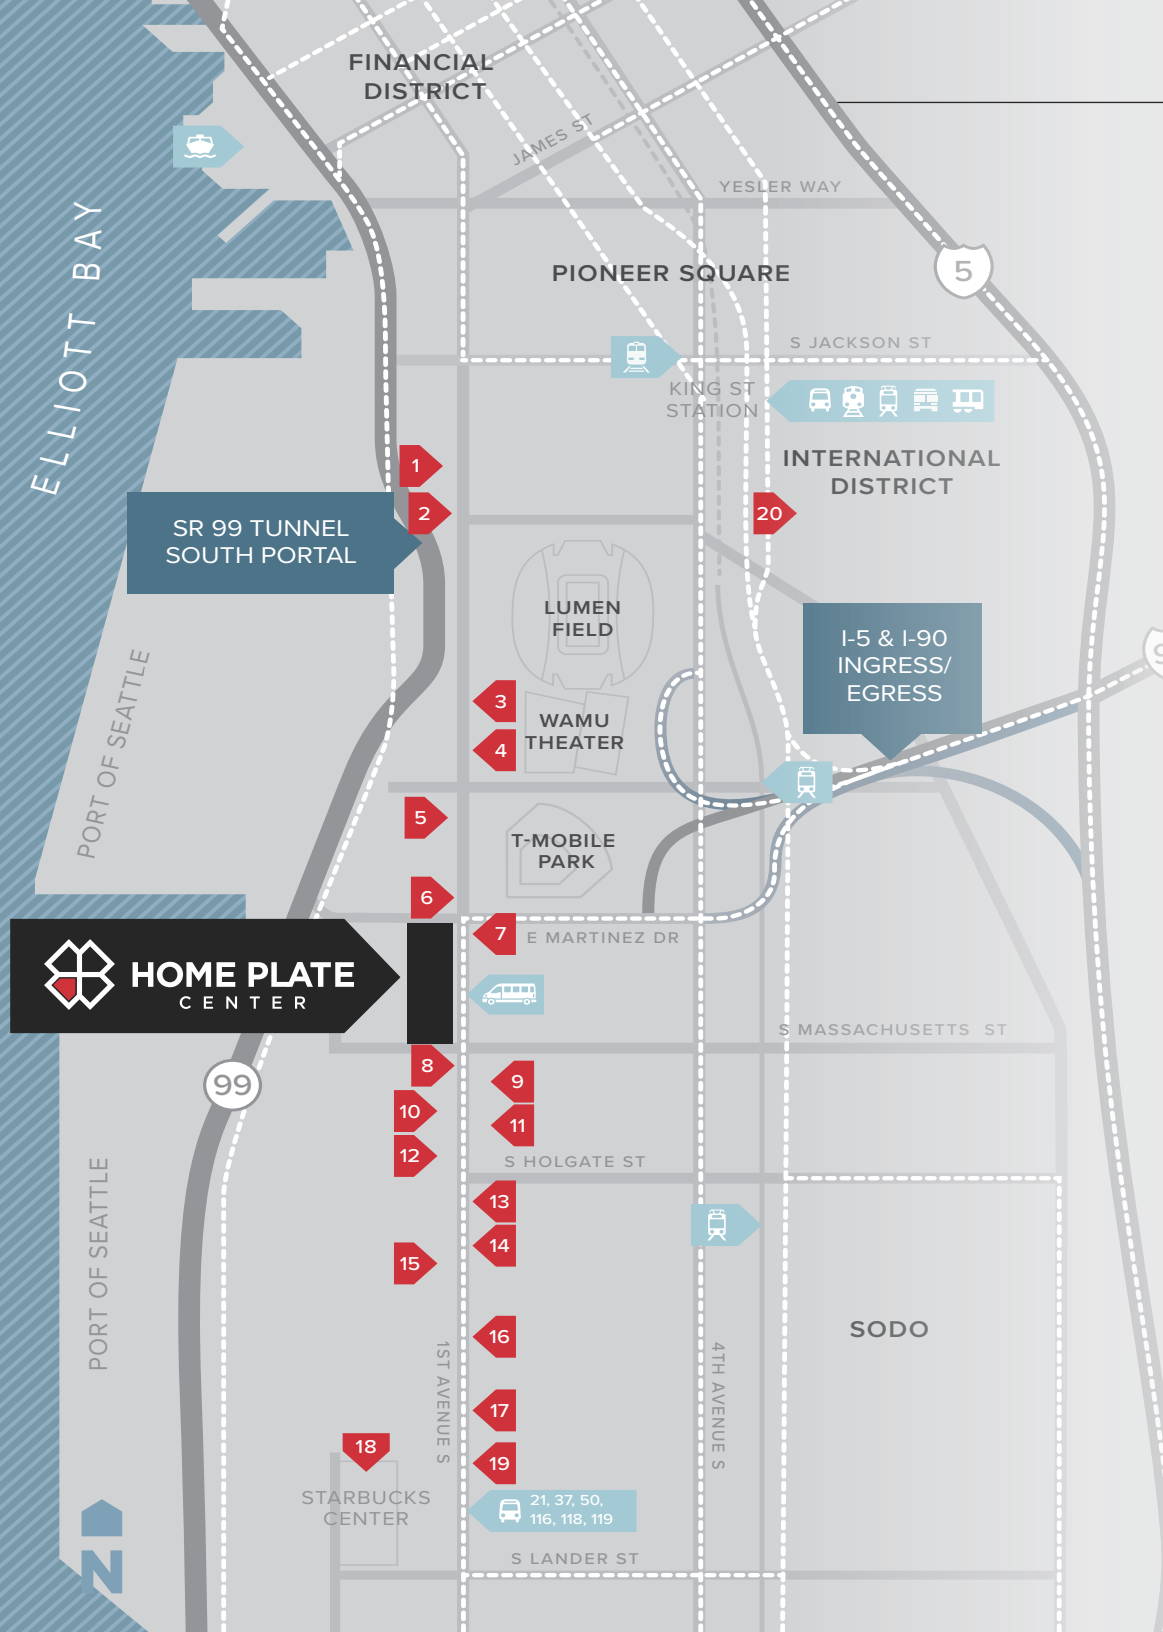 FINANCIAL
DISTRICT
JAMES ST
YESLER WAY
ELLIOTT BAY
PIONEER SQUARE
5
S JACKSON ST
KING ST
STATION
INTERNATIONAL
DISTRICT
1
2
20
SR 99 TUNNEL
SOUTH PORTAL
LUMEN
FIELD
I-5 & I-90
INGRESS/
EGRESS
9
PORT OF SEATTLE
3
WAMU
THEATER
4
5
T-MOBILE
PARK
6
7
E MARTINEZ DR
HOME PLATE
CENTER
S MASSACHUSETTS ST
99
8
9
10
11
12
S HOLGATE ST
PORT OF SEATTLE
13
14
15
SODO
16
1ST AVENUE S
4TH AVENUE S
17
18
19
STARBUCKS
CENTER
21, 37, 50,
116, 118, 119
S LANDER ST
N